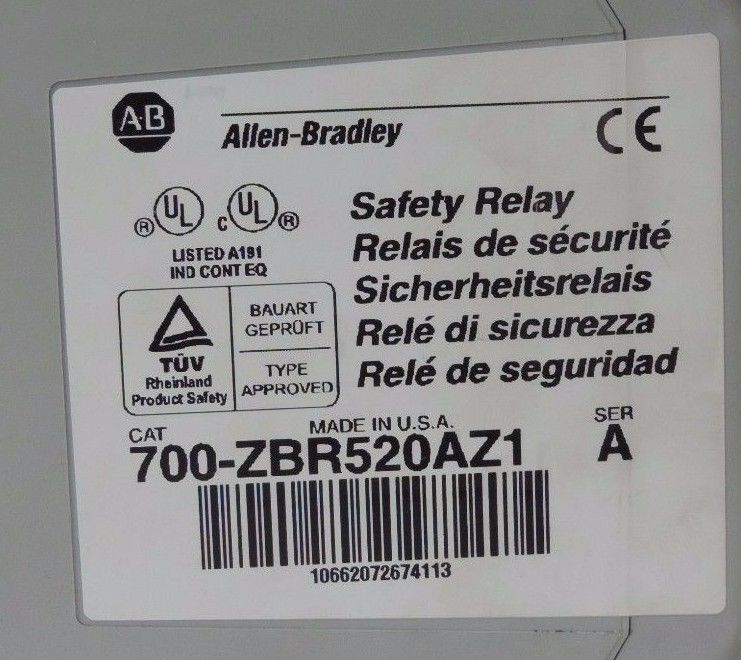 A-B
Allen-Bradley
CE
UL ® C UL ®
LISTED A191
IND CONT EQ
Safety Relay
Relais de sécurité
Sicherheitsrelais
Relé di sicurezza
Relé de seguridad
TÜV
Rheinland
Product Safety
BAUART
GEPRÜFT
TYPE
APPROVED
CAT MADE IN U.S.A. SER
700-ZBR520AZ1 A
10662072674113